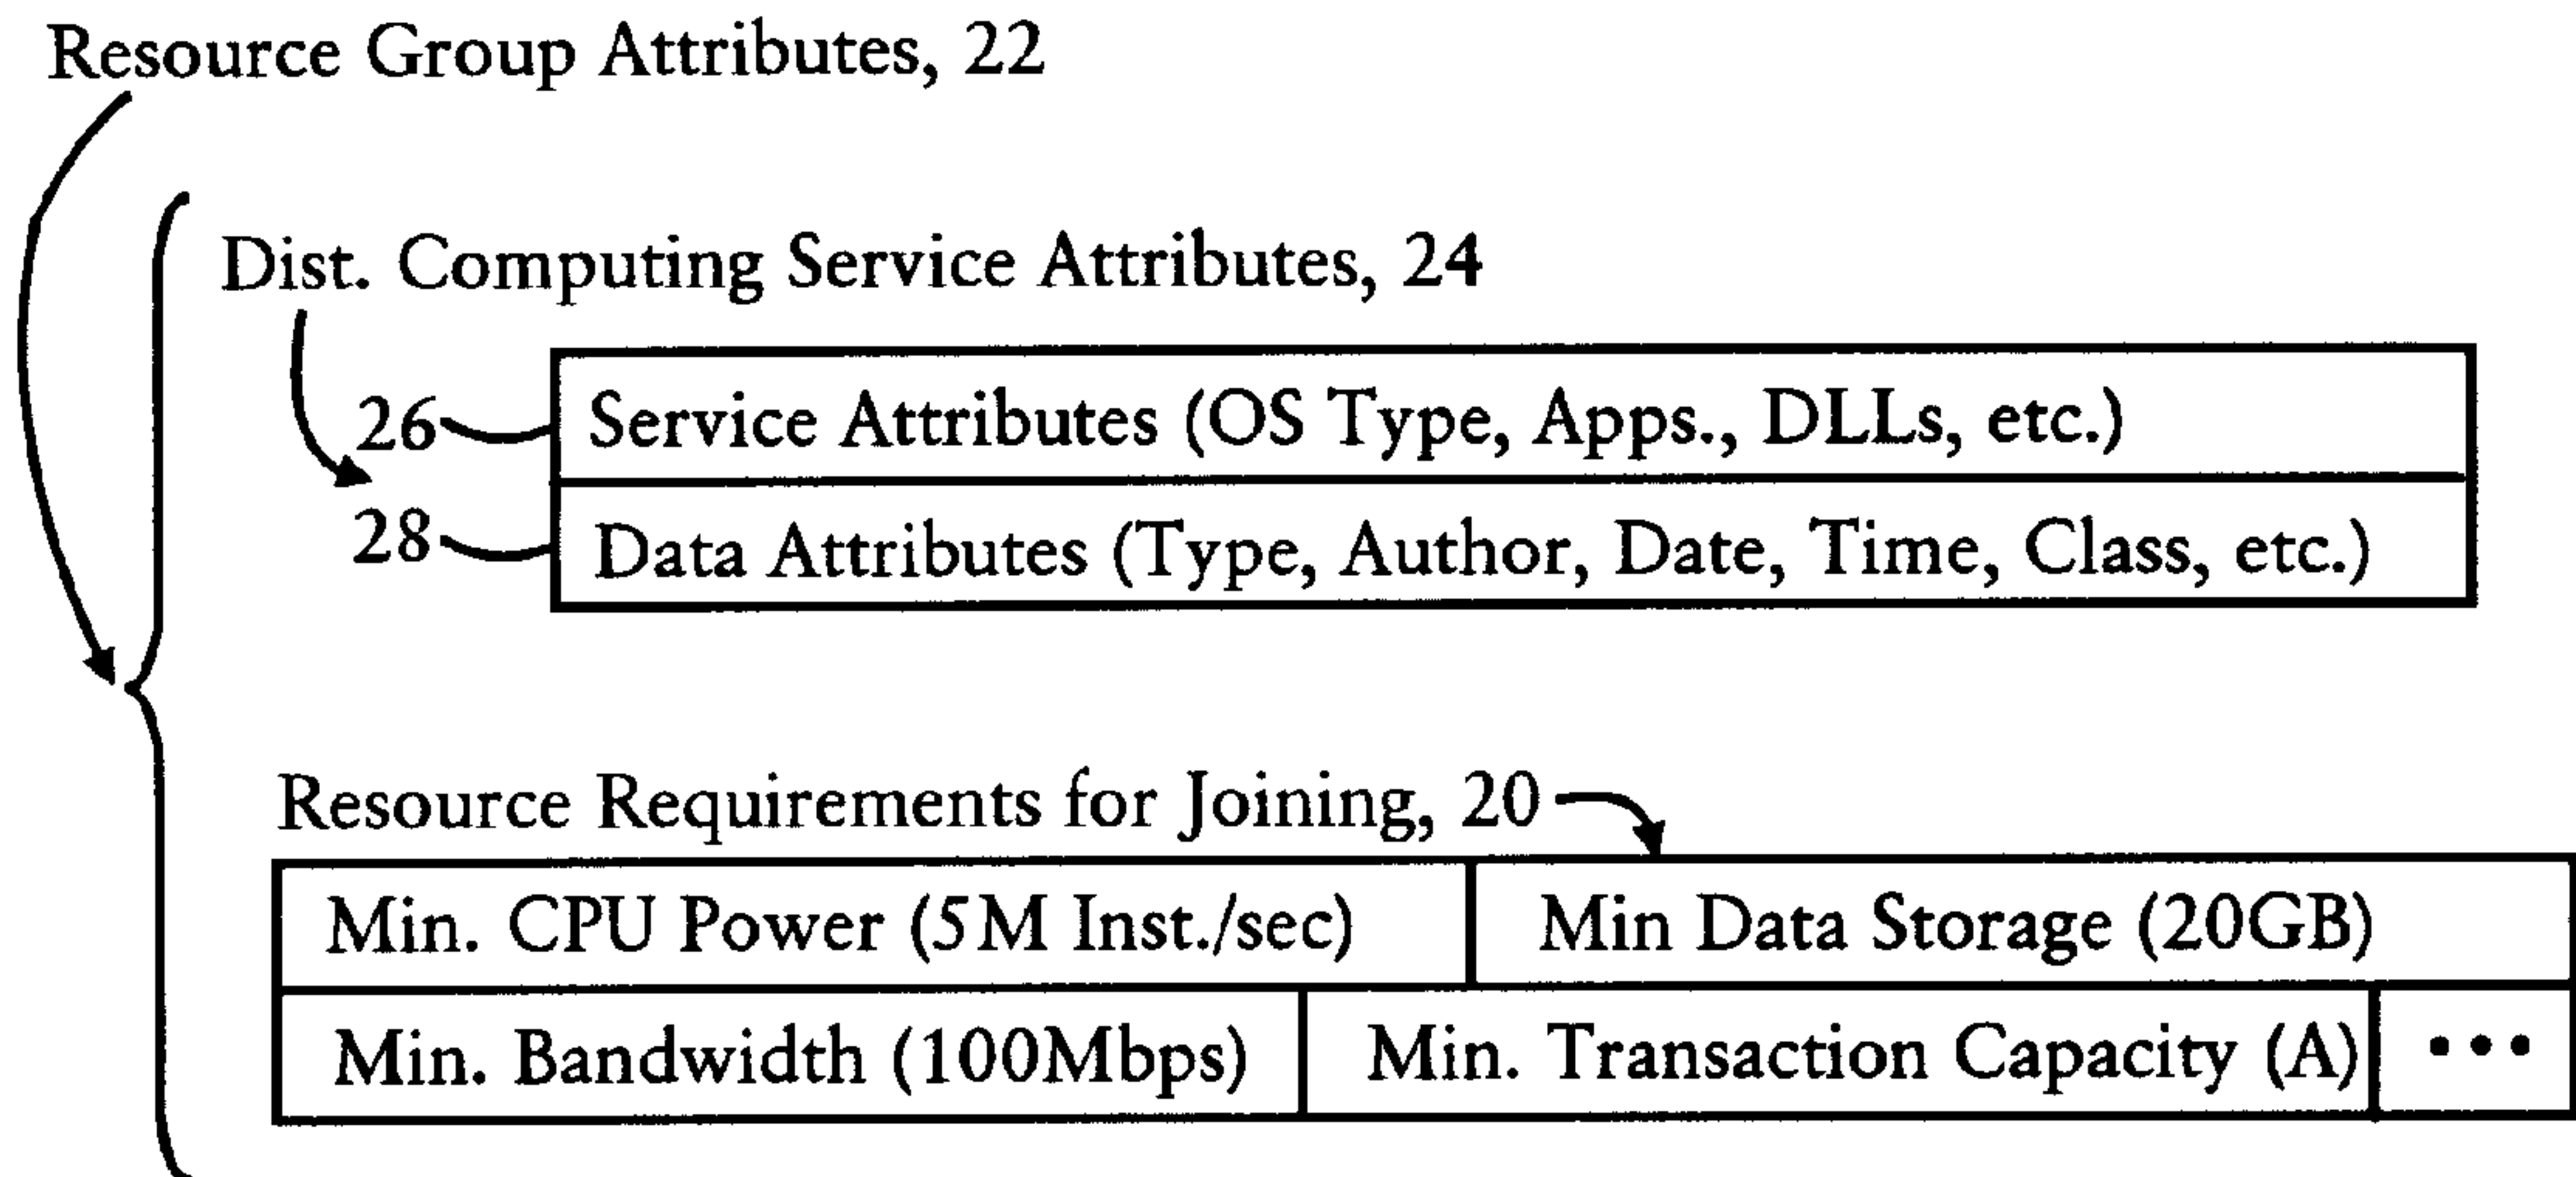 Resource Group Attributes, 22
Dist. Computing Service Attributes, 24
26 Service Attributes (OS Type, Apps., DLLs, etc.)
28 Data Attributes (Type, Author, Date, Time, Class, etc.)
Resource Requirements for Joining, 20
Min. CPU Power (5M Inst./sec) Min Data Storage (20GB)
Min. Bandwidth (100Mbps) Min. Transaction Capacity (A) •••